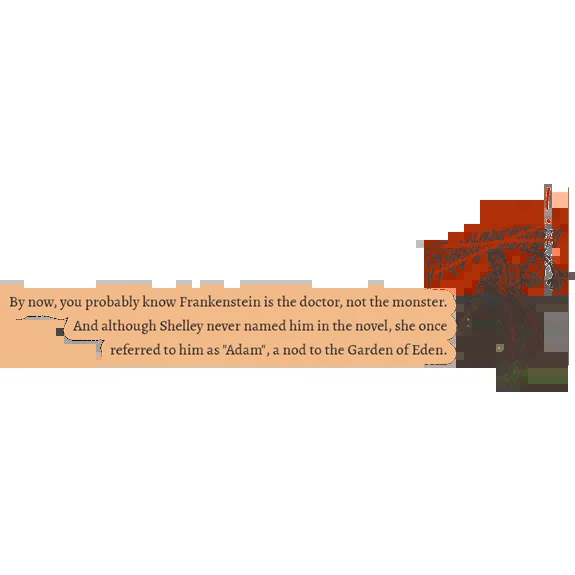 By now, you probably know Frankenstein is the doctor, not the monster.
And although Shelley never named him in the novel, she once
referred to him as "Adam", a nod to the Garden of Eden.